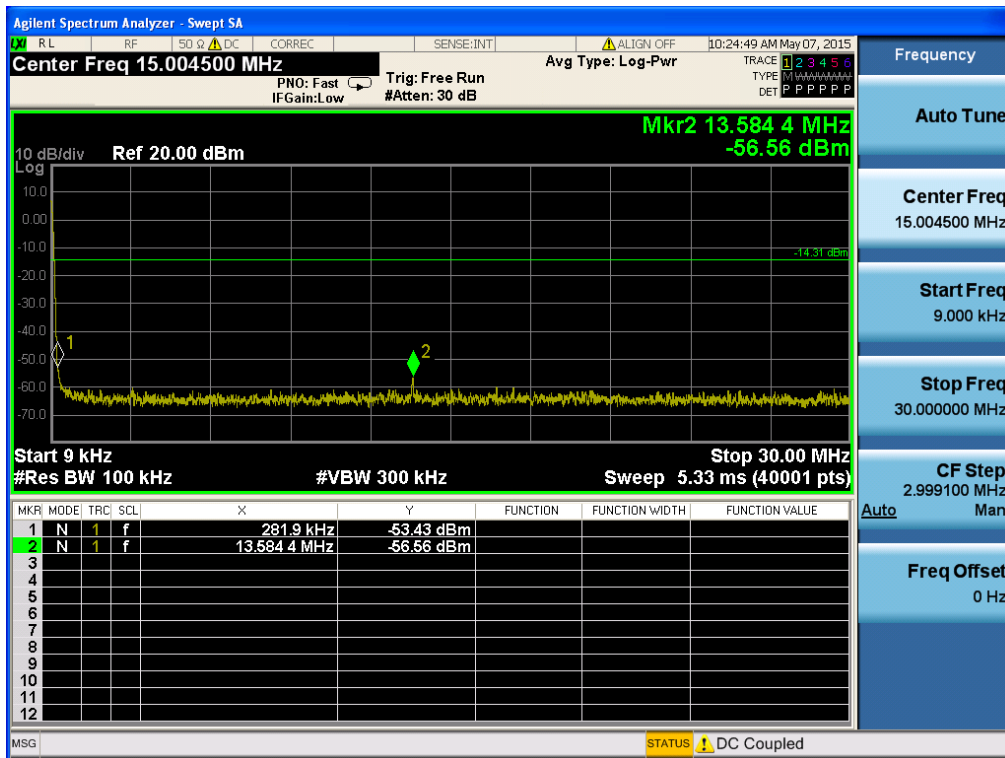 Agilent Spectrum Analyzer - Swept SA
LXI RL RF 50 Ω DC CORREC SENSE:INT ALIGN OFF 10:24:49 AM May 07, 2015
Center Freq 15.004500 MHz
PNO: Fast
IFGain:Low
Trig: Free Run
#Atten: 30 dB
Avg Type: Log-Pwr
TRACE 1 2 3 4 5 6
TYPE M WWWWW
DET P P P P P P
Mkr2 13.584 4 MHz
-56.56 dBm
10 dB/div Ref 20.00 dBm
Log
10.0
0.00
-10.0
-14.31 dBm
-20.0
-30.0
-40.0
1
2
-50.0
-60.0
-70.0
Start 9 kHz Stop 30.00 MHz
#Res BW 100 kHz #VBW 300 kHz Sweep 5.33 ms (40001 pts)
MKR MODE TRC SCL X Y FUNCTION FUNCTION WIDTH FUNCTION VALUE
1 N 1 f 281.9 kHz -53.43 dBm
2 N 1 f 13.584 4 MHz -56.56 dBm
3
4
5
6
7
8
9
10
11
12
MSG STATUS DC Coupled
Frequency
Auto Tune
Center Freq
15.004500 MHz
Start Freq
9.000 kHz
Stop Freq
30.000000 MHz
CF Step
2.999100 MHz
Auto Man
Freq Offset
0 Hz